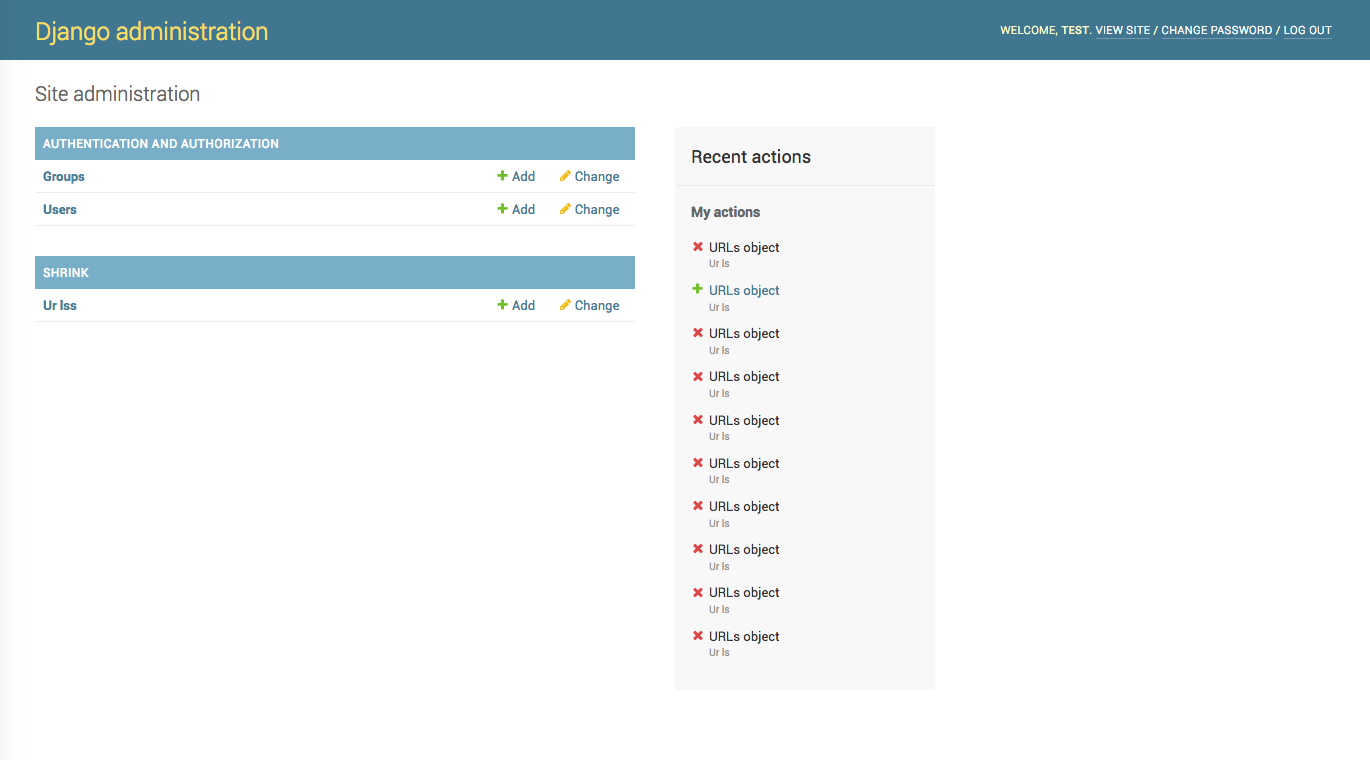 Django administration
WELCOME, TEST. VIEW SITE / CHANGE PASSWORD / LOG OUT
Site administration
AUTHENTICATION AND AUTHORIZATION
Groups Add Change
Users Add Change
SHRINK
Ur lss Add Change
Recent actions
My actions
URLs object
Ur ls
URLs object
Ur ls
URLs object
Ur ls
URLs object
Ur ls
URLs object
Ur ls
URLs object
Ur ls
URLs object
Ur ls
URLs object
Ur ls
URLs object
Ur ls
URLs object
Ur ls